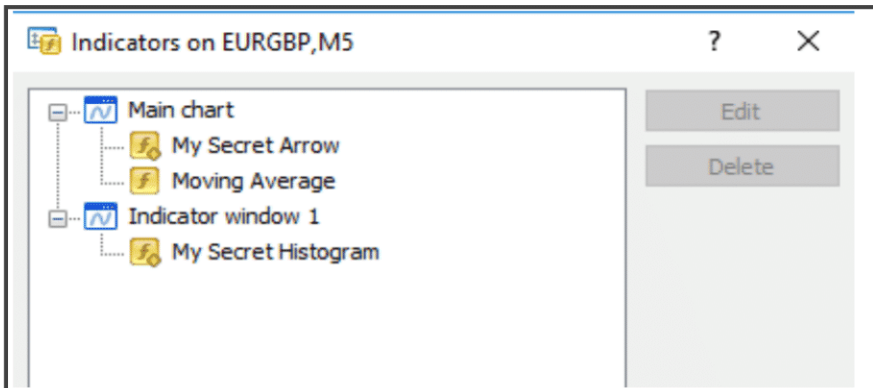 Indicators on EURGBP,M5
?
Main chart
Edit
My Secret Arrow
Delete
Moving Average
Indicator window 1
My Secret Histogram